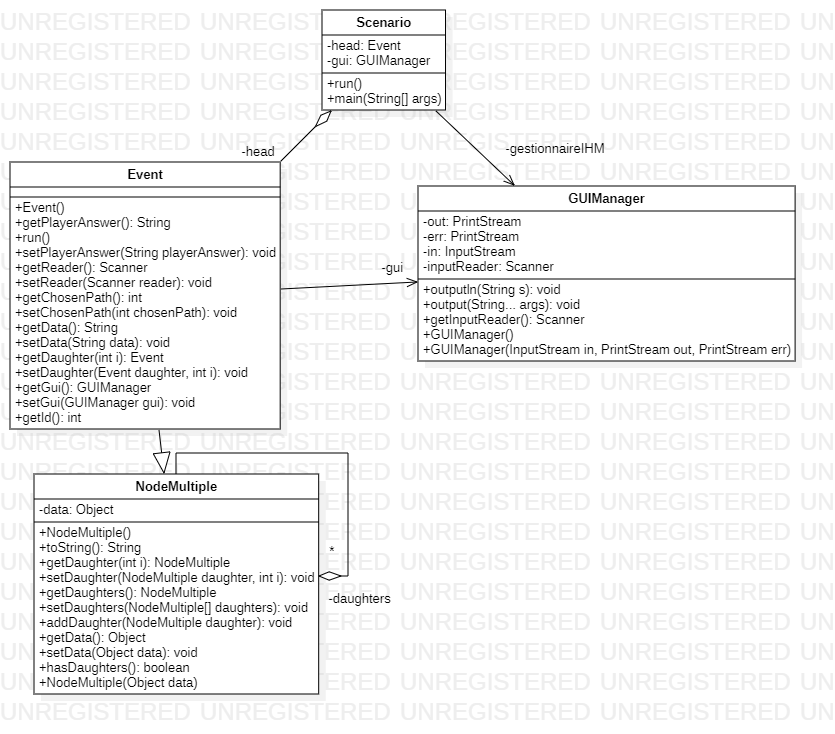 Scenario
-head: Event
-gui: GUIManager
+run()
+main(String[] args)
-head
-gestionnaireIHM
Event
+Event()
+getPlayerAnswer(): String
+run()
+setPlayerAnswer(String playerAnswer): void
+getReader(): Scanner
+setReader(Scanner reader): void
+getChosenPath(): int
+setChosenPath(int chosenPath): void
+getData(): String
+setData(String data): void
+getDaughter(int i): Event
+setDaughter(Event daughter, int i): void
+getGui(): GUIManager
+setGui(GUIManager gui): void
+getId(): int
-gui
GUIManager
-out: PrintStream
-err: PrintStream
-in: InputStream
-inputReader: Scanner
+outputln(String s): void
+output(String... args): void
+getInputReader(): Scanner
+GUIManager()
+GUIManager(InputStream in, PrintStream out, PrintStream err)
NodeMultiple
-data: Object
+NodeMultiple()
+toString(): String
+getDaughter(int i): NodeMultiple
+setDaughter(NodeMultiple daughter, int i): void
+getDaughters(): NodeMultiple
+setDaughters(NodeMultiple[] daughters): void
+addDaughter(NodeMultiple daughter): void
+getData(): Object
+setData(Object data): void
+hasDaughters(): boolean
+NodeMultiple(Object data)
*
-daughters
UNREGISTERED